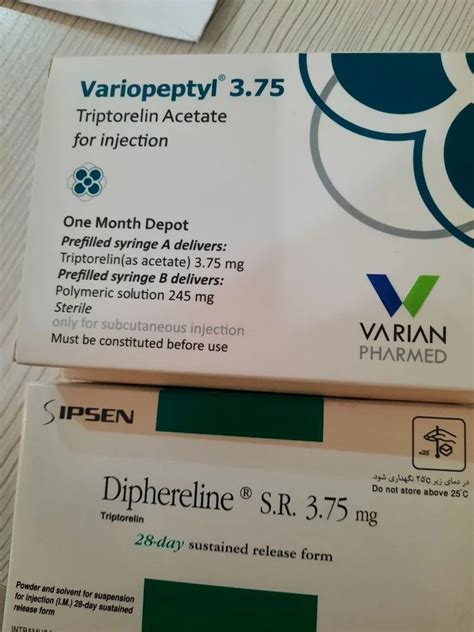 Variopeptyl® 3.75
Triptorelin Acetate
for injection
One Month Depot
Prefilled syringe A delivers:
Triptorelin(as acetate) 3.75 mg
Prefilled syringe B delivers:
Polymeric solution 245 mg
Sterile
only for subcutaneous injection
Must be constituted before use
VARIAN
PHARMED
IPSEN
<25°
در دمای زیر ۲۵°C نگهداری شود
Do not store above 25°C
Diphereline® S.R. 3.75 mg
Triptorelin
28-day sustained release form
Powder and solvent for suspension
for injection (I.M.) 28-day sustained
release form